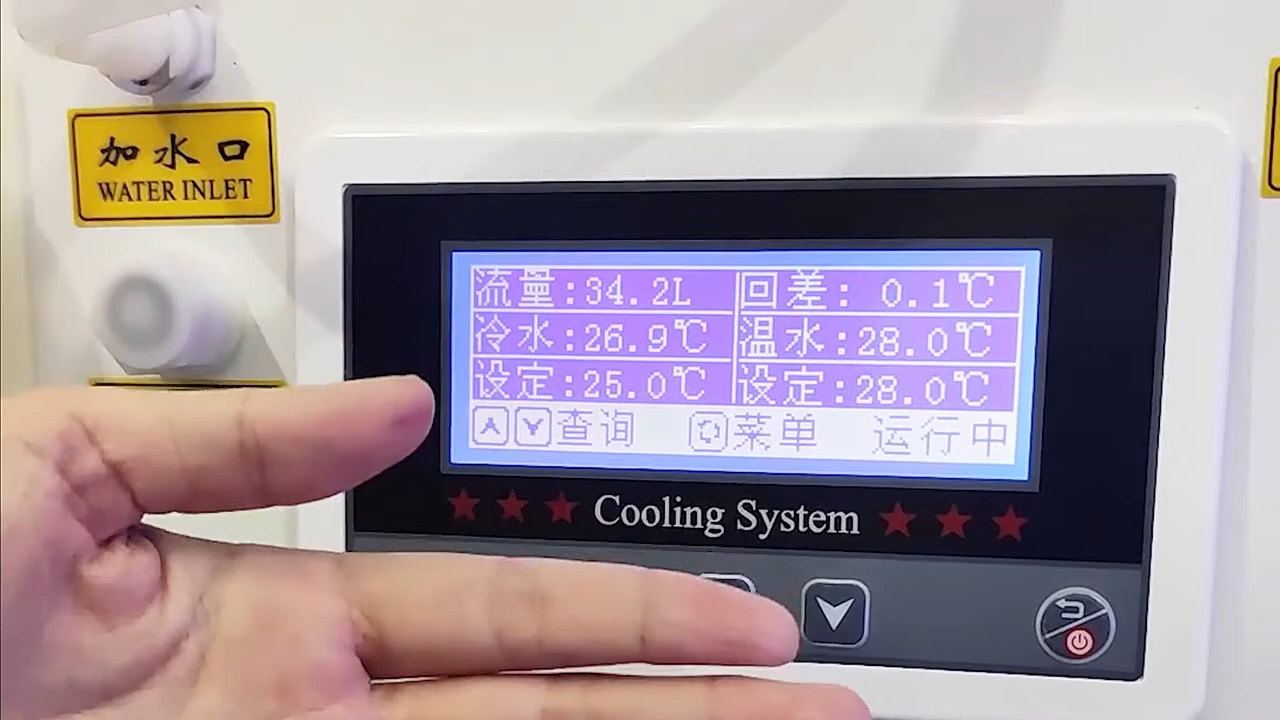 加水口
WATER INLET
流量:34.2L 回差: 0.1℃
冷水:26.9℃ 温水:28.0℃
设定:25.0℃ 设定:28.0℃
查询 菜单 运行中
★★★ Cooling System ★★★